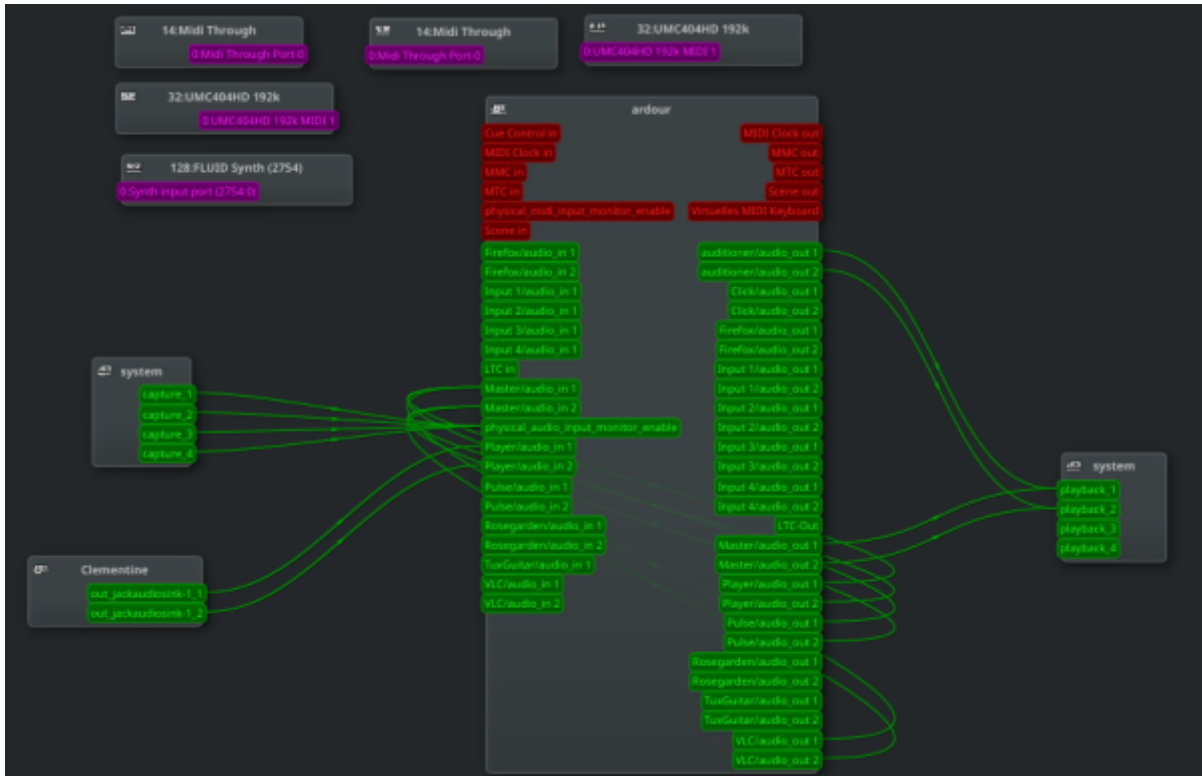 14:Midi Through
0:Midi Through Port-0
14:Midi Through
0:Midi Through Port-0
32:UMC404HD 192k
0:UMC404HD 192k MIDI 1
32:UMC404HD 192k
0:UMC404HD 192k MIDI 1
128:FLUID Synth (2754)
0:Synth input port (2754:0)
system
capture_1
capture_2
capture_3
capture_4
Clementine
out_jackaudiosink-1_1
out_jackaudiosink-1_2
ardour
Cue Control in
MIDI Clock in
MMC in
MTC in
physical_midi_input_monitor_enable
Scene in
Firefox/audio_in 1
Firefox/audio_in 2
Input 1/audio_in 1
Input 2/audio_in 1
Input 3/audio_in 1
Input 4/audio_in 1
LTC in
Master/audio_in 1
Master/audio_in 2
physical_audio_input_monitor_enable
Player/audio_in 1
Player/audio_in 2
Pulse/audio_in 1
Pulse/audio_in 2
Rosegarden/audio_in 1
Rosegarden/audio_in 2
TuxGuitar/audio_in 1
VLC/audio_in 1
VLC/audio_in 2
MIDI Clock out
MMC out
MTC out
Scene out
Virtuelles MIDI Keyboard
auditioner/audio_out 1
auditioner/audio_out 2
Click/audio_out 1
Click/audio_out 2
Firefox/audio_out 1
Firefox/audio_out 2
Input 1/audio_out 1
Input 1/audio_out 2
Input 2/audio_out 1
Input 2/audio_out 2
Input 3/audio_out 1
Input 3/audio_out 2
Input 4/audio_out 1
Input 4/audio_out 2
LTC-Out
Master/audio_out 1
Master/audio_out 2
Player/audio_out 1
Player/audio_out 2
Pulse/audio_out 1
Pulse/audio_out 2
Rosegarden/audio_out 1
Rosegarden/audio_out 2
TuxGuitar/audio_out 1
TuxGuitar/audio_out 2
VLC/audio_out 1
VLC/audio_out 2
system
playback_1
playback_2
playback_3
playback_4